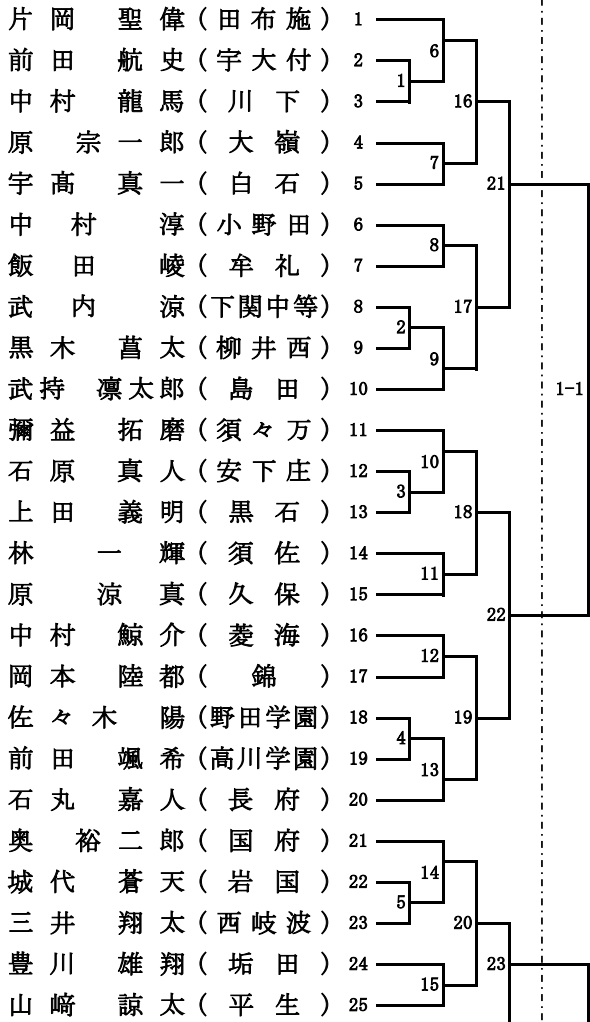 片岡 聖偉 (田布施) 1
前田 航史 (宇大付) 2
中村 龍馬 (川下) 3
原 宗一郎 (大嶺) 4
宇髙 真一 (白石) 5
中村 淳 (小野田) 6
飯田 崚 (牟礼) 7
武内 涼 (下関中等) 8
黒木 菖太 (柳井西) 9
武持 凛太郎 (島田) 10
彌益 拓磨 (須々万) 11
石原 真人 (安下庄) 12
上田 義明 (黒石) 13
林 一輝 (須佐) 14
原 涼真 (久保) 15
中村 鯨介 (菱海) 16
岡本 陸都 (錦) 17
佐々木 陽 (野田学園) 18
前田 颯希 (高川学園) 19
石丸 嘉人 (長府) 20
奥 裕二郎 (国府) 21
城代 蒼天 (岩国) 22
三井 翔太 (西岐波) 23
豊川 雄翔 (垢田) 24
山﨑 諒太 (平生) 25
6
1
16
7
21
8
2
17
9
1-1
10
3
18
11
22
12
4
19
13
14
5
20
23
15